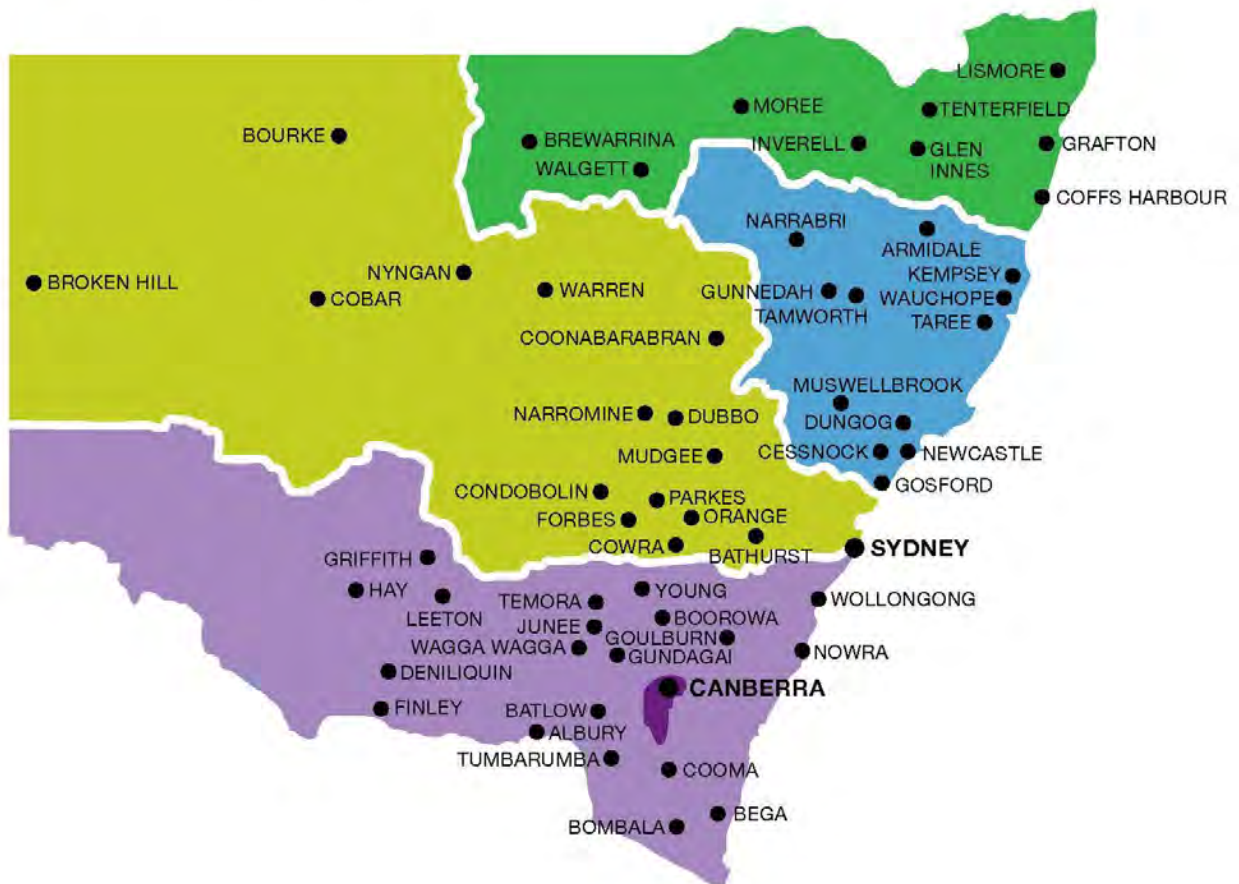 LISMORE
MOREE
TENTERFIELD
BOURKE
BREWARRINA
INVERELL
GLEN
INNES
GRAFTON
WALGETT
COFFS HARBOUR
NARRABRI
ARMIDALE
NYNGAN
KEMPSEY
BROKEN HILL
COBAR
WARREN
GUNNEDAH
WAUCHOPE
TAMWORTH
TAREE
COONABARABRAN
MUSWELLBROOK
NARROMINE
DUBBO
DUNGOG
MUDGEE
CESSNOCK
NEWCASTLE
GOSFORD
CONDOBOLIN
PARKES
FORBES
ORANGE
COWRA
BATHURST
SYDNEY
GRIFFITH
HAY
YOUNG
WOLLONGONG
LEETON
TEMORA
BOOROWA
JUNEE
GOULBURN
WAGGA WAGGA
GUNDAGAI
NOWRA
DENILIQUIN
CANBERRA
FINLEY
BATLOW
ALBURY
TUMBARUMBA
COOMA
BEGA
BOMBALA